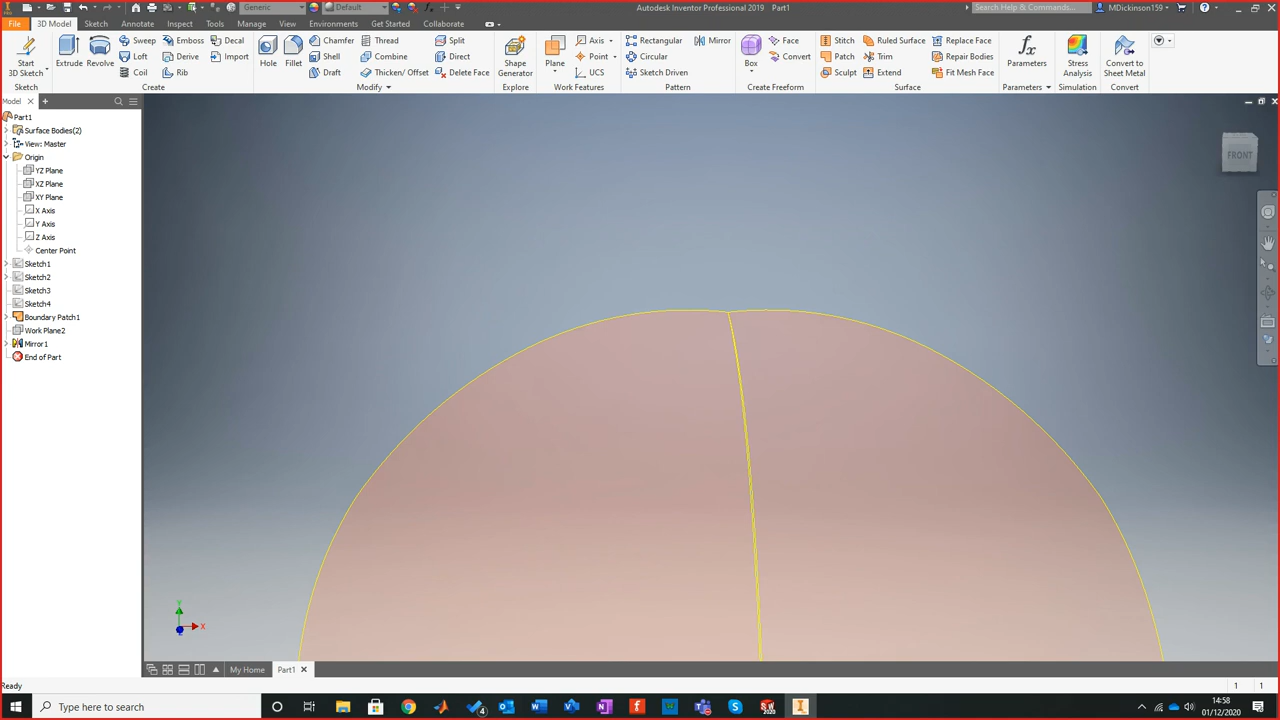 Generic
Default
Autodesk Inventor Professional 2019 Part1
Search Help & Commands...
MDickinson159
File 3D Model Sketch Annotate Inspect Tools Manage View Environments Get Started Collaborate
Start
3D Sketch
Sketch
Extrude
Revolve
Sweep
Loft
Coil
Emboss
Derive
Rib
Decal
Import
Create
Hole
Fillet
Chamfer
Shell
Draft
Thread
Combine
Thicken/ Offset
Split
Direct
Delete Face
Modify
Shape
Generator
Explore
Plane
Axis
Point
UCS
Work Features
Rectangular
Circular
Sketch Driven
Mirror
Pattern
Box
Face
Convert
Create Freeform
Stitch
Patch
Sculpt
Ruled Surface
Trim
Extend
Replace Face
Repair Bodies
Fit Mesh Face
Surface
Parameters
Parameters
Stress
Analysis
Simulation
Convert to
Sheet Metal
Convert
Model
Part1
Surface Bodies(2)
View: Master
Origin
YZ Plane
XZ Plane
XY Plane
X Axis
Y Axis
Z Axis
Center Point
Sketch1
Sketch2
Sketch3
Sketch4
Boundary Patch1
Work Plane2
Mirror1
End of Part
FRONT
Y
X
My Home
Part1
Ready
1 1
Type here to search
4
2020
14:58
01/12/2020